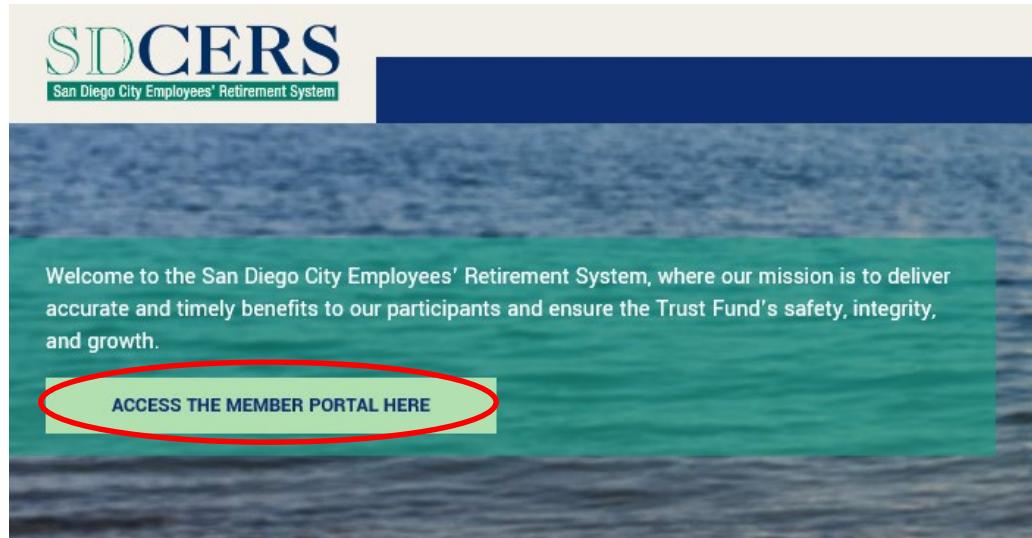 SDCERS
San Diego City Employees' Retirement System
Welcome to the San Diego City Employees' Retirement System, where our mission is to deliver
accurate and timely benefits to our participants and ensure the Trust Fund's safety, integrity,
and growth.
ACCESS THE MEMBER PORTAL HERE